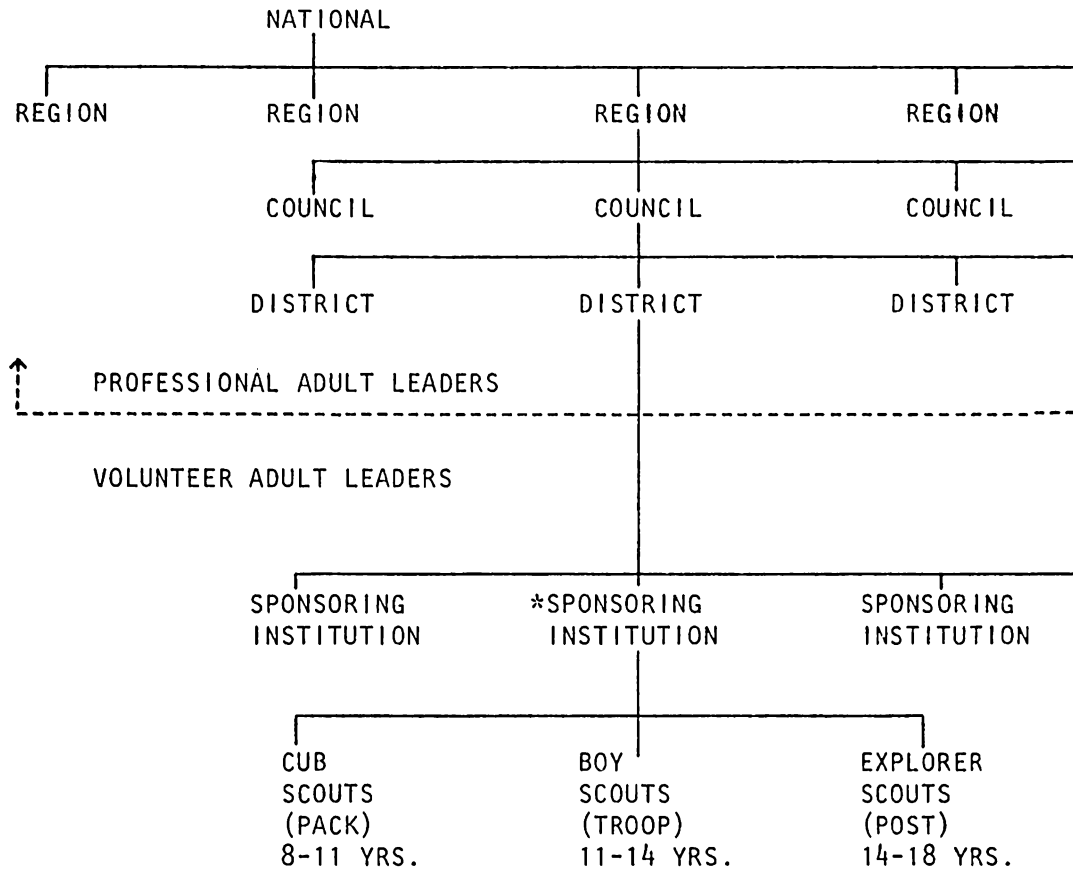 NATIONAL
REGION REGION REGION REGION
COUNCIL COUNCIL COUNCIL
DISTRICT DISTRICT DISTRICT
PROFESSIONAL ADULT LEADERS
VOLUNTEER ADULT LEADERS
SPONSORING *SPONSORING SPONSORING
INSTITUTION INSTITUTION INSTITUTION
CUB BOY EXPLORER
SCOUTS SCOUTS SCOUTS
(PACK) (TROOP) (POST)
8-11 YRS. 11-14 YRS. 14-18 YRS.